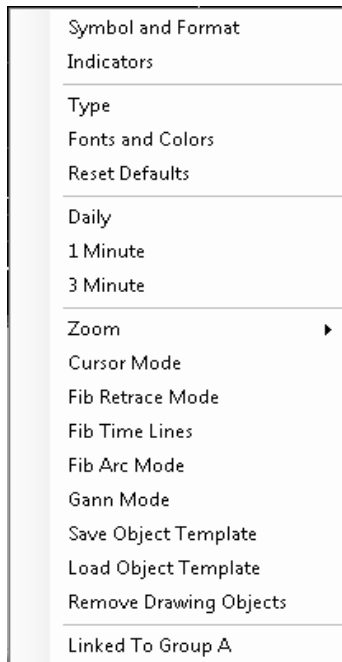 Symbol and Format
Indicators
Type
Fonts and Colors
Reset Defaults
Daily
1 Minute
3 Minute
Zoom
Cursor Mode
Fib Retrace Mode
Fib Time Lines
Fib Arc Mode
Gann Mode
Save Object Template
Load Object Template
Remove Drawing Objects
Linked To Group A